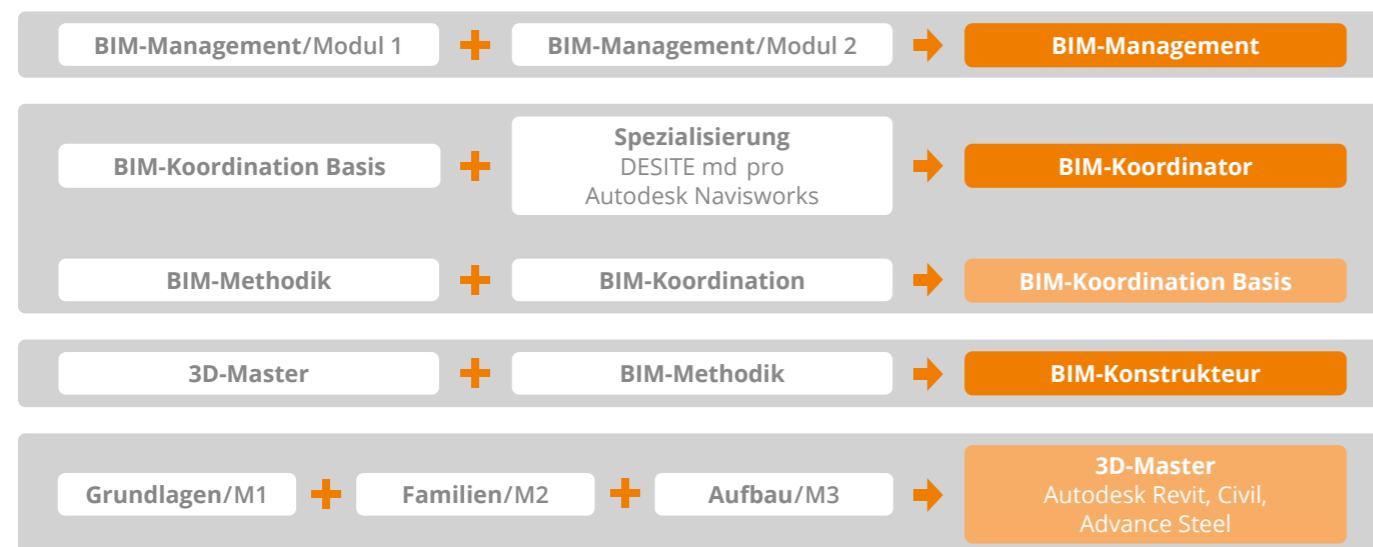 BIM-Management/Modul 1
BIM-Management/Modul 2
BIM-Management
BIM-Koordination Basis
Spezialisierung
DESITE md pro
Autodesk Navisworks
BIM-Koordinator
BIM-Methodik
BIM-Koordination
BIM-Koordination Basis
3D-Master
BIM-Methodik
BIM-Konstrukteur
Grundlagen/M1
Familien/M2
Aufbau/M3
3D-Master
Autodesk Revit, Civil,
Advance Steel